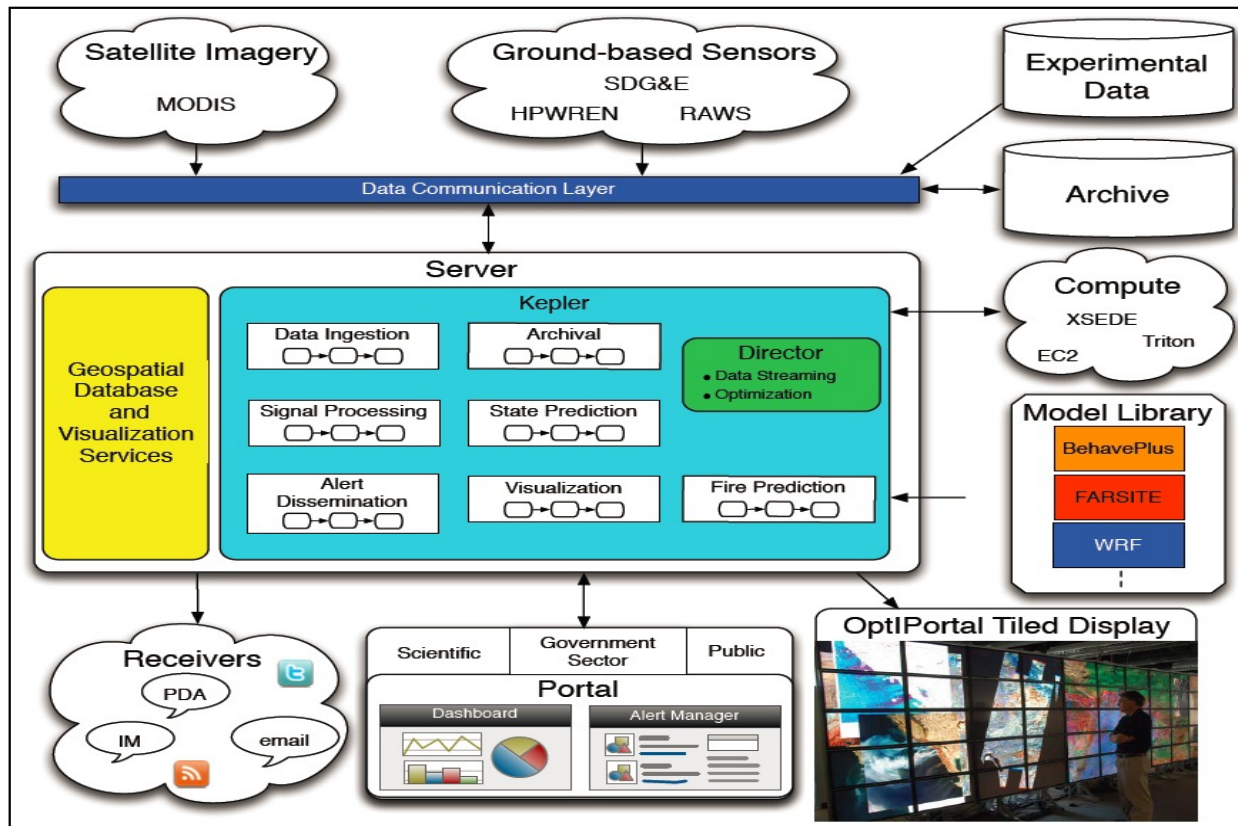 Satellite Imagery
MODIS
Ground-based Sensors
SDG&E
HPWREN RAWS
Experimental
Data
Data Communication Layer
Archive
Server
Geospatial
Database
and
Visualization
Services
Kepler
Data Ingestion
Archival
Director
• Data Streaming
• Optimization
Signal Processing
State Prediction
Alert
Dissemination
Visualization
Fire Prediction
Compute
XSEDE
Triton
EC2
Model Library
BehavePlus
FARSITE
WRF
Receivers
PDA
IM
email
Scientific
Government
Sector
Public
Portal
Dashboard
Alert Manager
OptIPortal Tiled Display